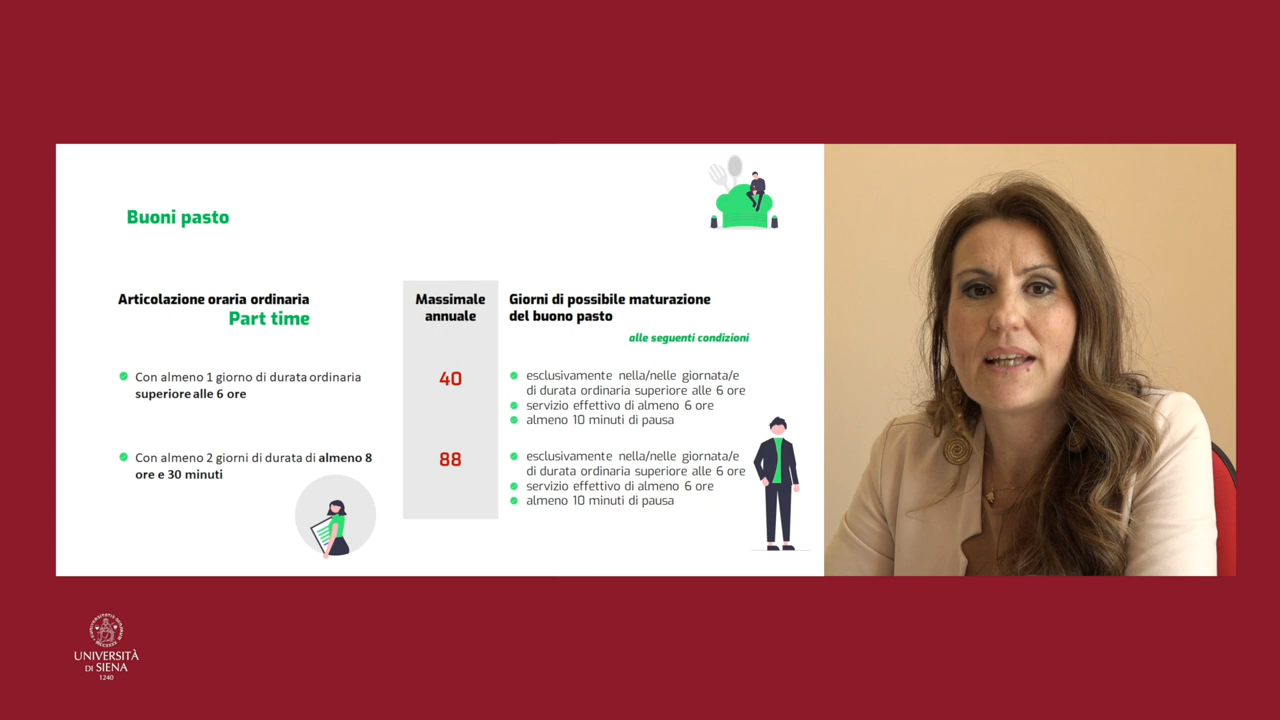 Buoni pasto
Articolazione oraria ordinaria
Part time
Con almeno 1 giorno di durata ordinaria
superiore alle 6 ore
Con almeno 2 giorni di durata di almeno 8
ore e 30 minuti
Massimale
annuale
40
88
Giorni di possibile maturazione
del buono pasto
alle seguenti condizioni
esclusivamente nella/nelle giornata/e
di durata ordinaria superiore alle 6 ore
servizio effettivo di almeno 6 ore
almeno 10 minuti di pausa
esclusivamente nella/nelle giornata/e
di durata ordinaria superiore alle 6 ore
servizio effettivo di almeno 6 ore
almeno 10 minuti di pausa
UNIVERSITÀ
DI SIENA
1240